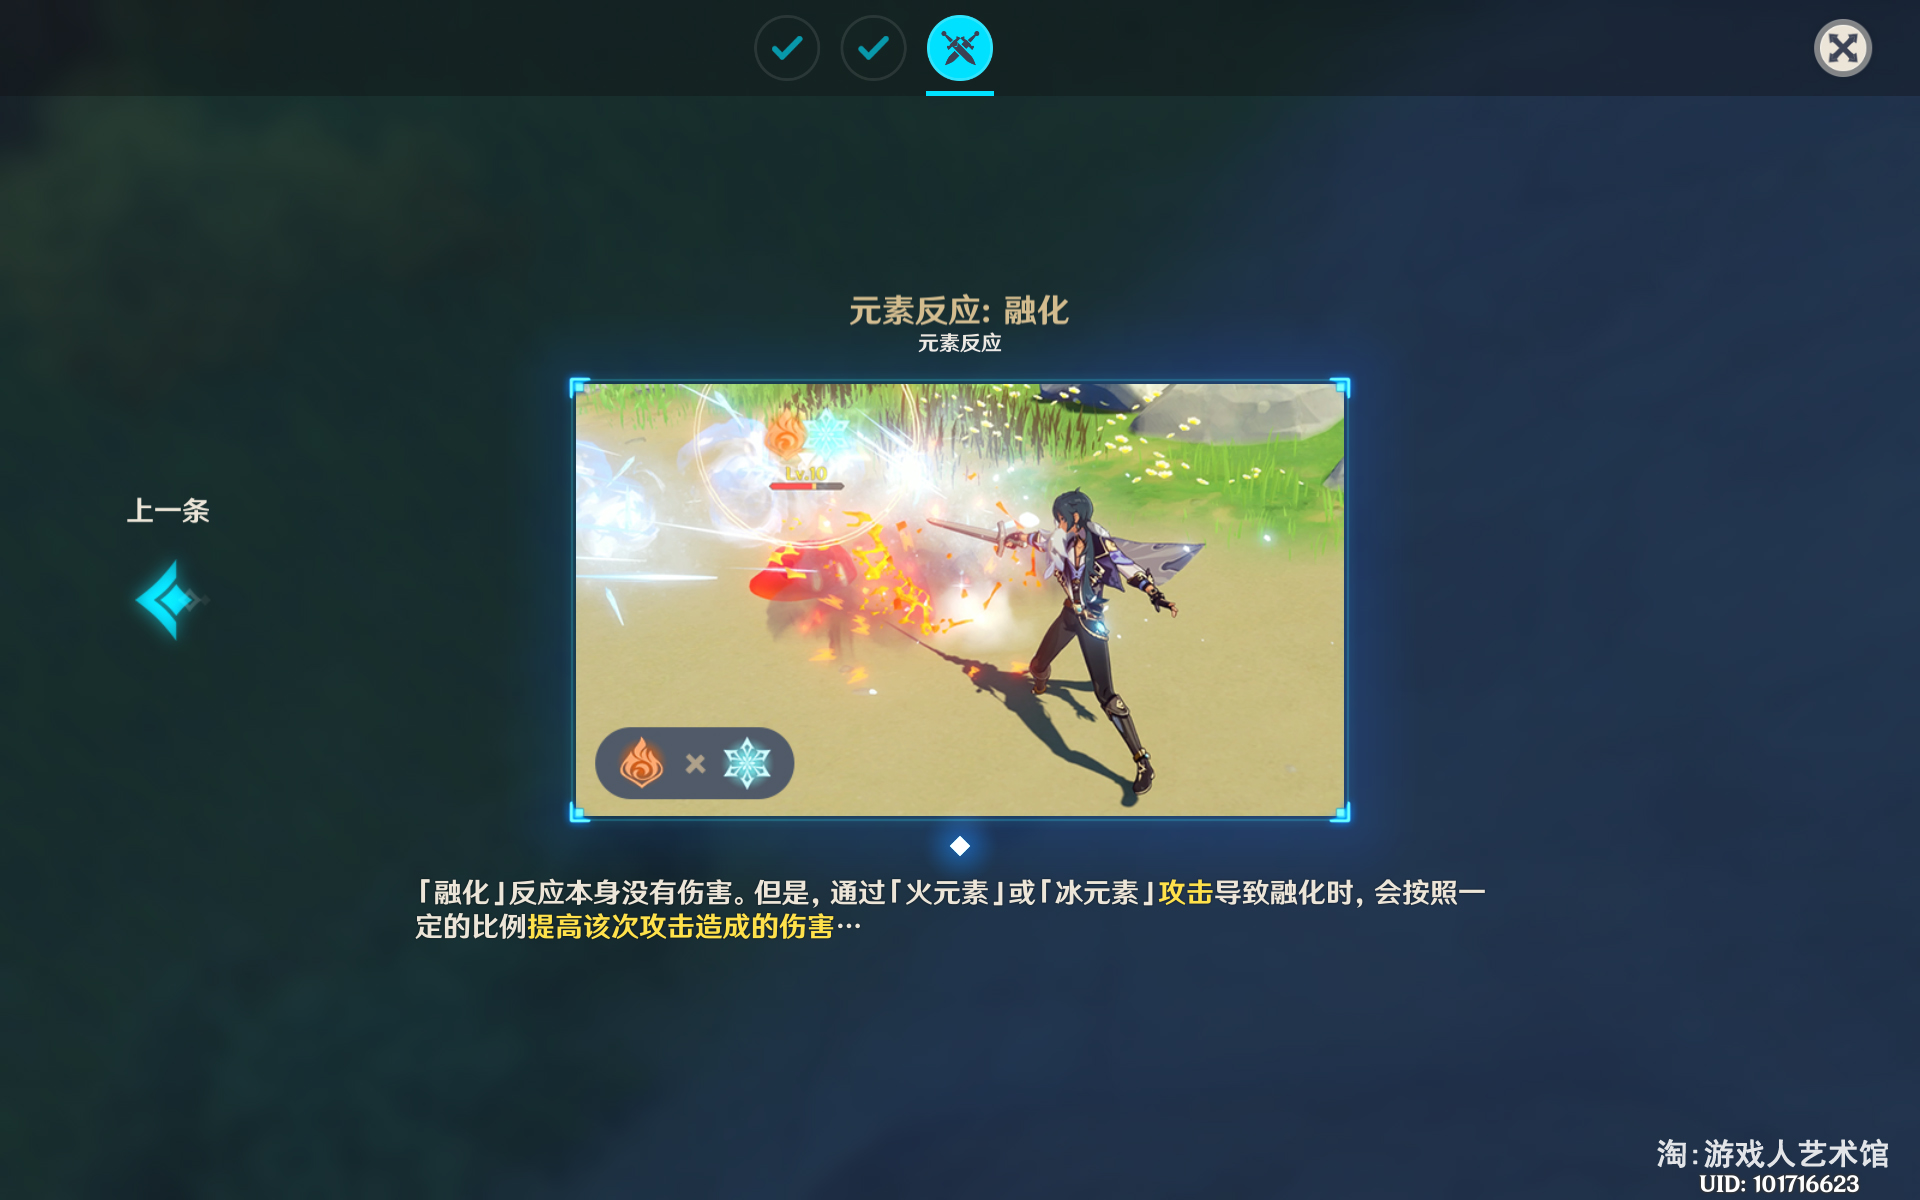 元素反应: 融化
元素反应
上一条
Lv.10
「融化」反应本身没有伤害。但是, 通过「火元素」或「冰元素」攻击导致融化时, 会按照一
定的比例提高该次攻击造成的伤害…
淘:游戏人艺术馆
UID: 101716623